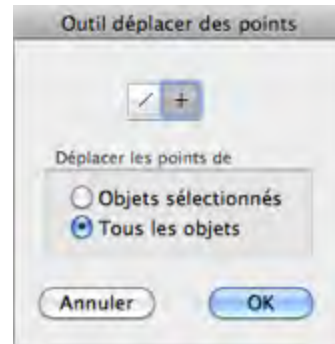 Outil déplacer des points
Déplacer les points de
Objets sélectionnés
Tous les objets
Annuler OK